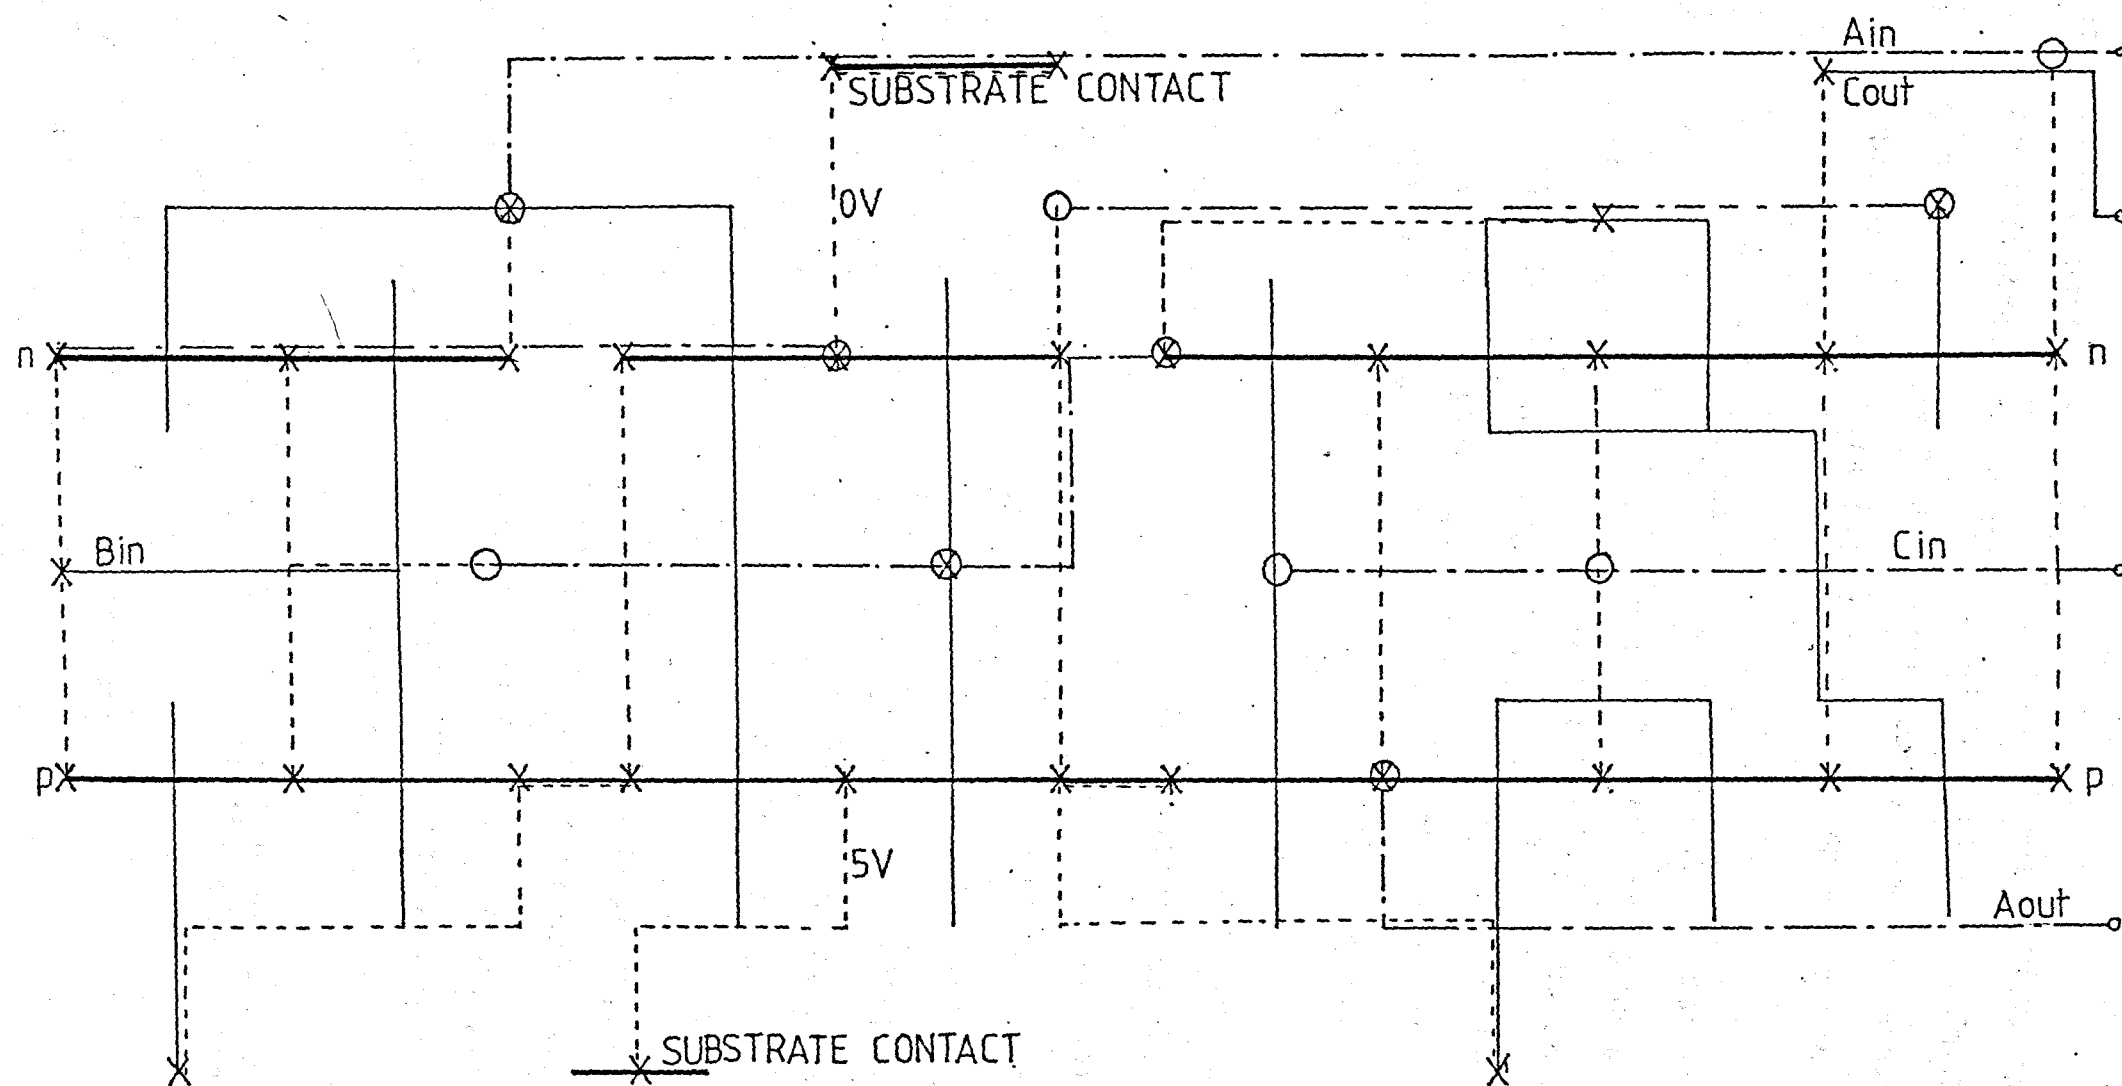 Ain
SUBSTRATE CONTACT
Cout
0V
n
n
Bin
Cin
p
p
5V
Aout
SUBSTRATE CONTACT